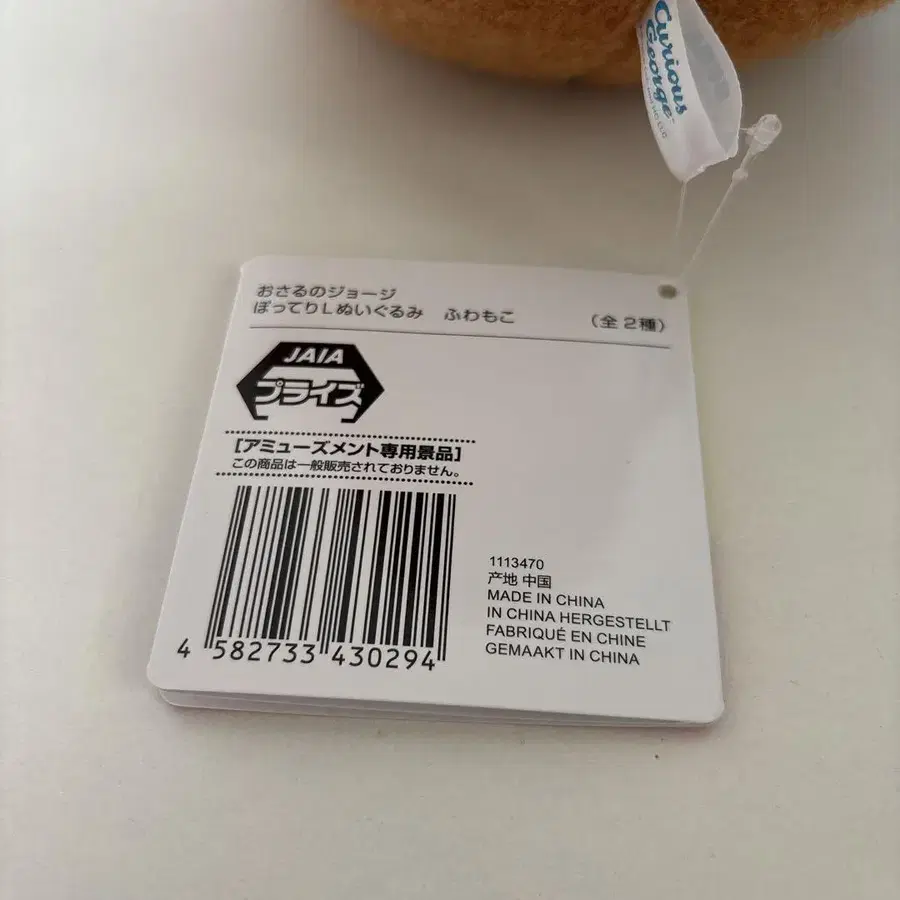 Curious
George
おさるのジョージ
ぽってりLぬいぐるみ ふわもこ (全2種)
JAIA
プライズ
[アミューズメント専用景品]
この商品は一般販売されておりません。
4 582733 430294
1113470
产地 中国
MADE IN CHINA
IN CHINA HERGESTELLT
FABRIQUÉ EN CHINE
GEMAAKT IN CHINA